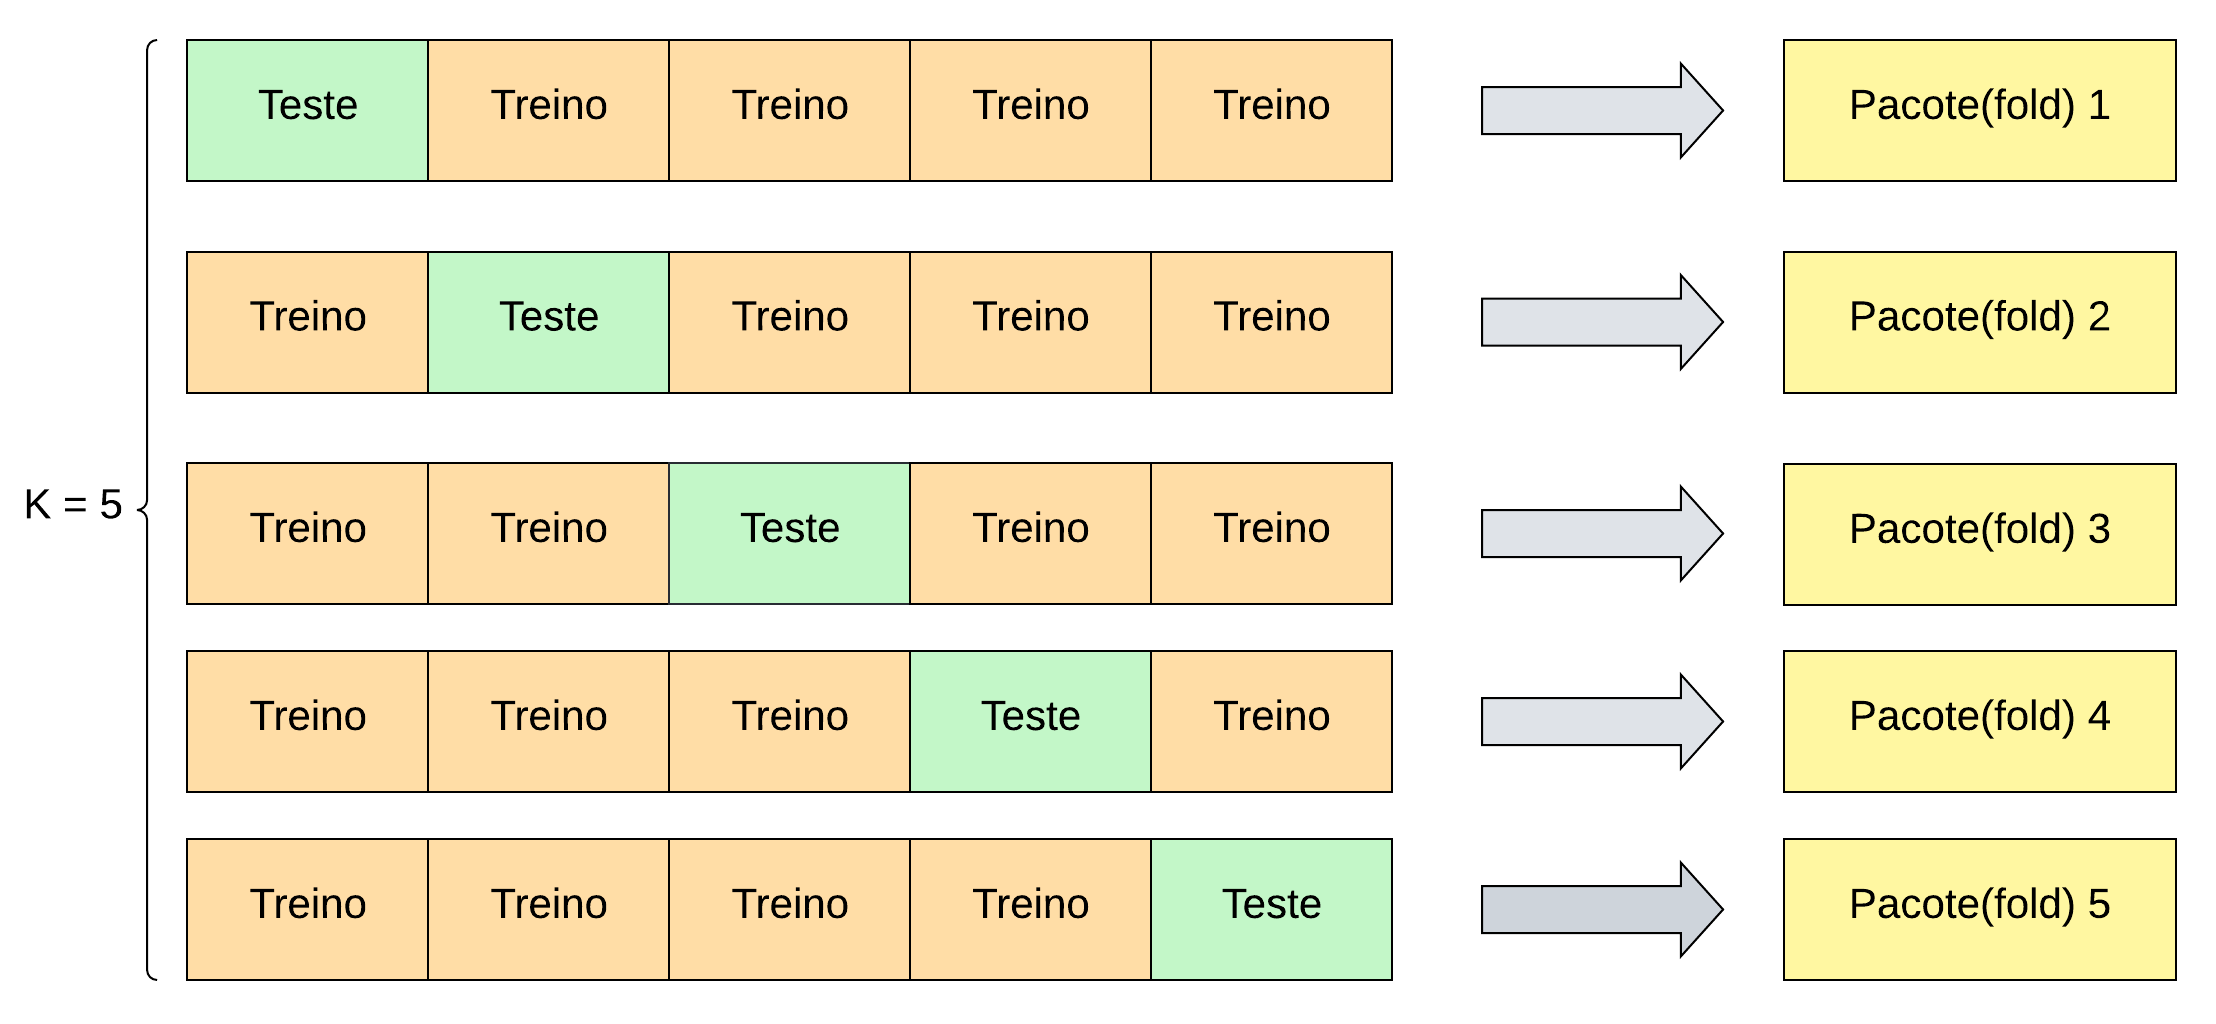 Teste Treino Treino Treino Treino Pacote(fold) 1
Treino Teste Treino Treino Treino Pacote(fold) 2
K = 5
Treino Treino Teste Treino Treino Pacote(fold) 3
Treino Treino Treino Teste Treino Pacote(fold) 4
Treino Treino Treino Treino Teste Pacote(fold) 5